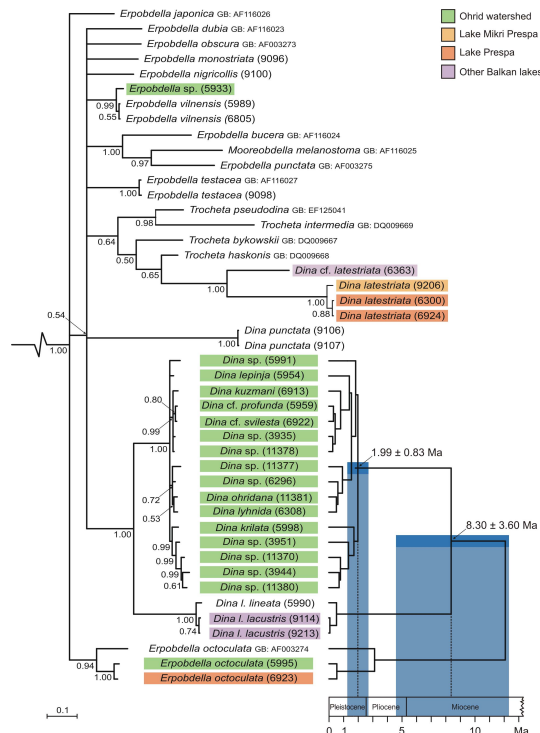 Erpobdella japonica GB: AF116026
Erpobdella dubia GB: AF116023
Erpobdella obscura GB: AF003273
Erpobdella monostriata (9096)
Erpobdella nigricollis (9100)
Erpobdella sp. (5933)
0.99
Erpobdella vilnensis (5989)
0.55
Erpobdella vilnensis (6805)
Erpobdella bucera GB: AF116024
1.00
Mooreobdella melanostoma GB: AF116025
0.97
Erpobdella punctata GB: AF003275
Erpobdella testacea GB: AF116027
1.00
Erpobdella testacea (9098)
Trocheta pseudodina GB: EF125041
0.98
Trocheta intermedia GB: DQ009669
0.64
Trocheta bykowskii GB: DQ009667
0.50
Trocheta haskonis GB: DQ009668
0.65
Dina cf. latestriata (6363)
1.00
Dina latestriata (9206)
1.00
Dina latestriata (6300)
0.88
Dina latestriata (6924)
0.54
1.00
Dina punctata (9106)
1.00
Dina punctata (9107)
Dina sp. (5991)
Dina lepinja (5954)
Dina kuzmani (6913)
0.80
Dina cf. profunda (5959)
Dina cf. svilesta (6922)
0.99
Dina sp. (3935)
1.00
Dina sp. (11378)
Dina sp. (11377)
Dina sp. (6296)
0.72
Dina ohridana (11381)
Dina lyhnida (6308)
0.53
Dina krilata (5998)
1.00
Dina sp. (3951)
0.99
Dina sp. (11370)
0.99
Dina sp. (3944)
0.99
Dina sp. (11380)
0.61
Dina l. lineata (5990)
1.00
Dina l. lacustris (9114)
0.74
Dina l. lacustris (9213)
Erpobdella octoculata GB: AF003274
0.94
Erpobdella octoculata (5995)
1.00
Erpobdella octoculata (6923)
0.1
Ohrid watershed
Lake Mikri Prespa
Lake Prespa
Other Balkan lakes
1.99 ± 0.83 Ma
8.30 ± 3.60 Ma
Pleistocene Pliocene Miocene
0 1 5 10 Ma